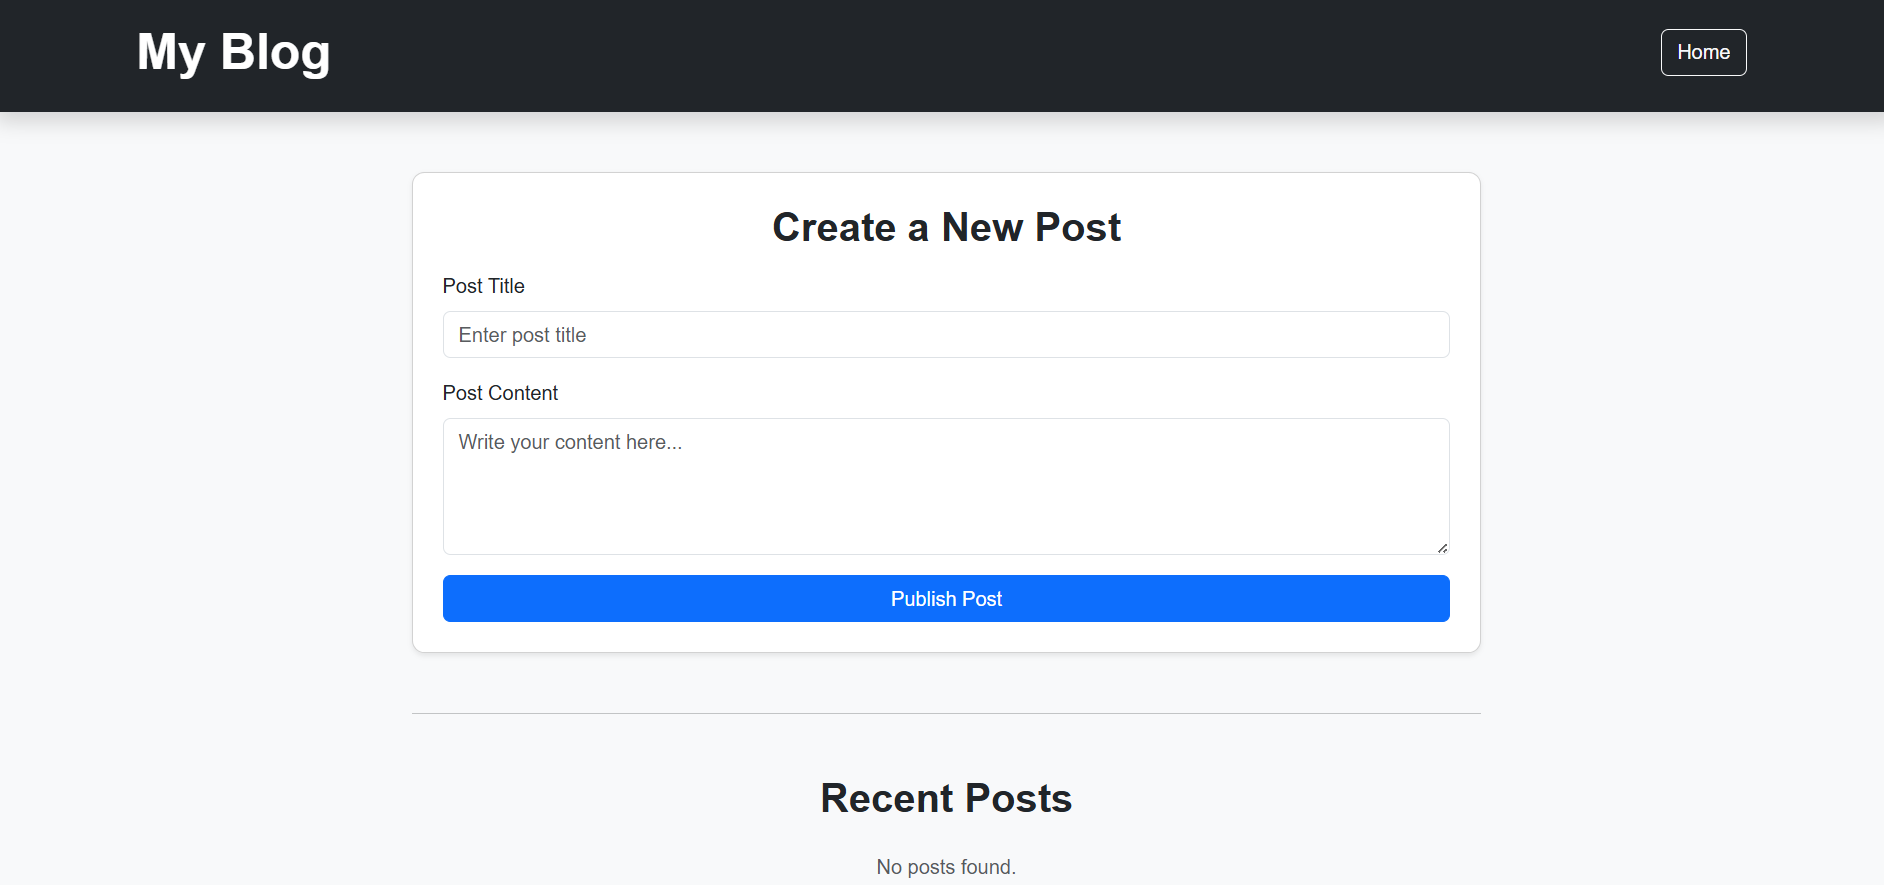 My Blog
Home
Create a New Post
Post Title
Enter post title
Post Content
Write your content here...
Publish Post
Recent Posts
No posts found.